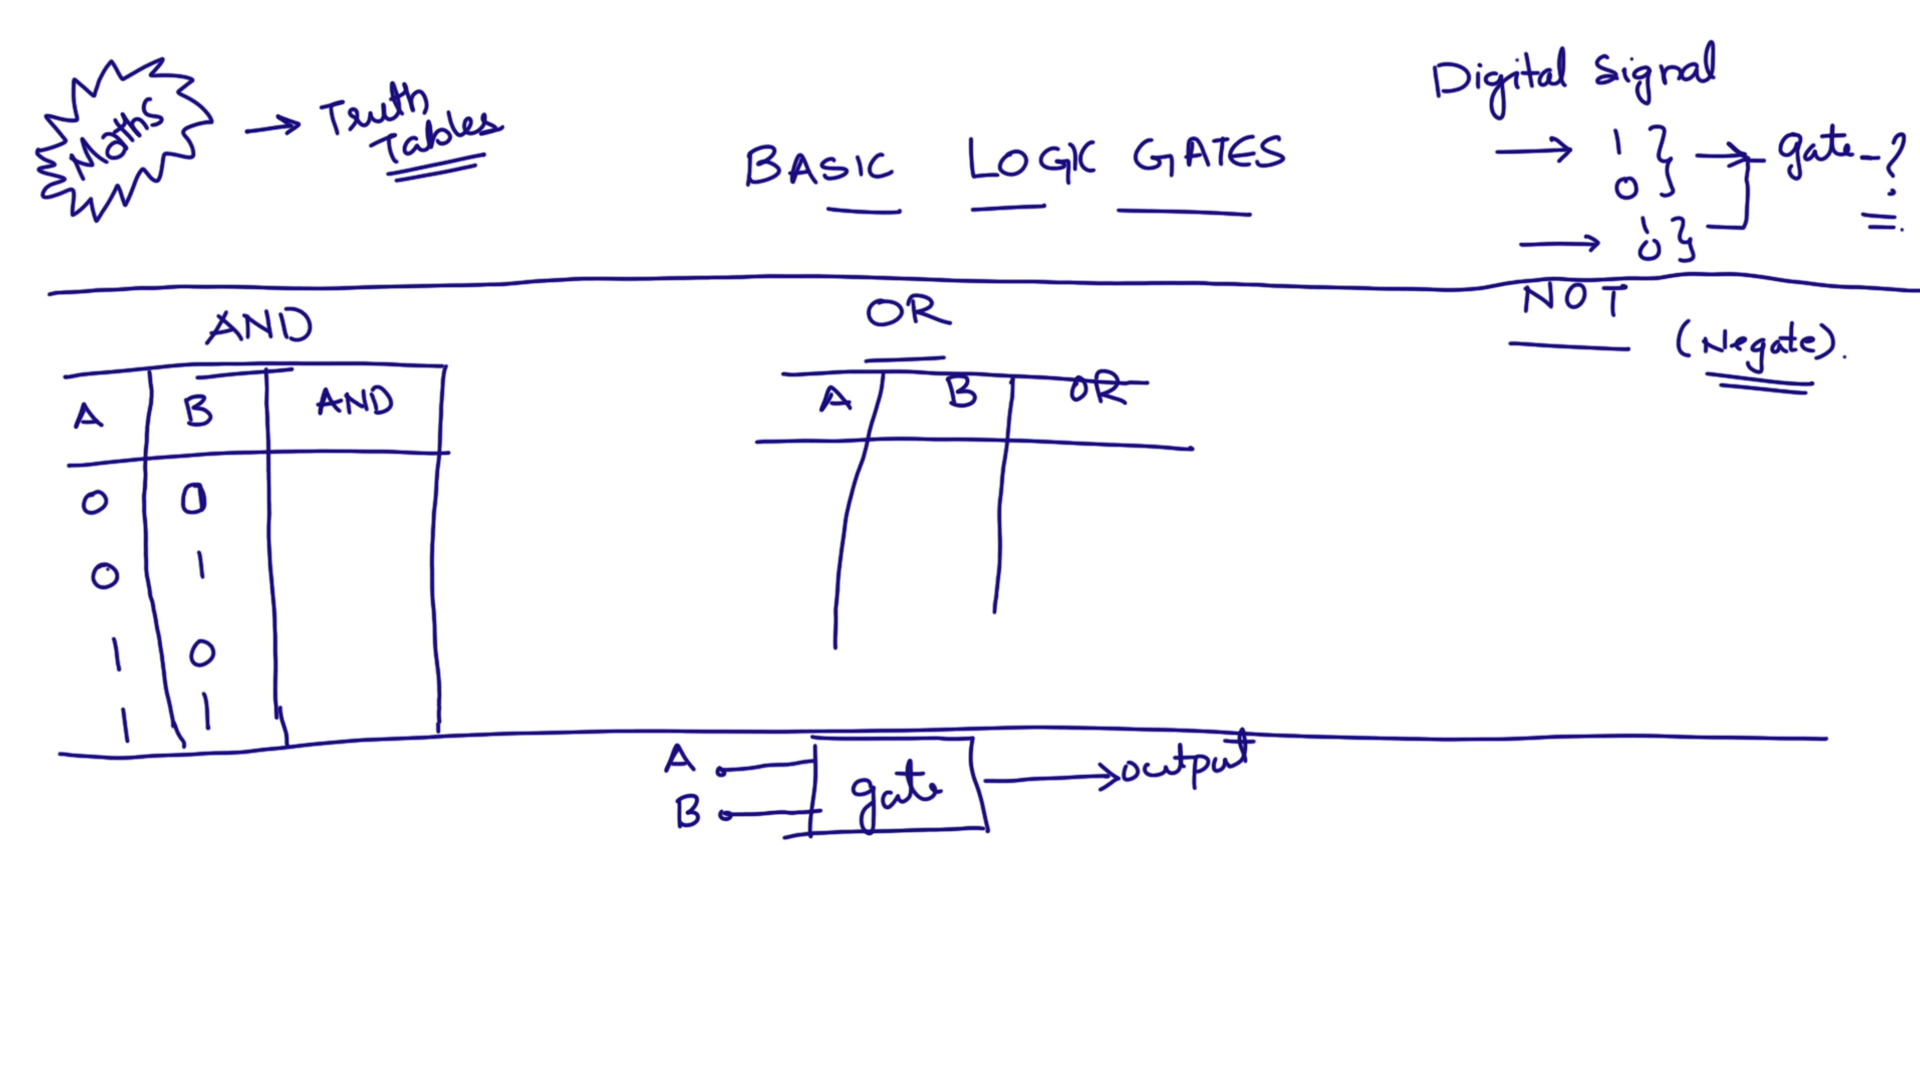 Maths → Truth Tables
BASIC LOGIC GATES
Digital Signal
→ 1 } → gate - ?
0
→ 1 0 }
AND
A B AND
0 0
0 1
1 0
1 1
OR
A B OR
NOT
(Negate).
A
B
gate → output